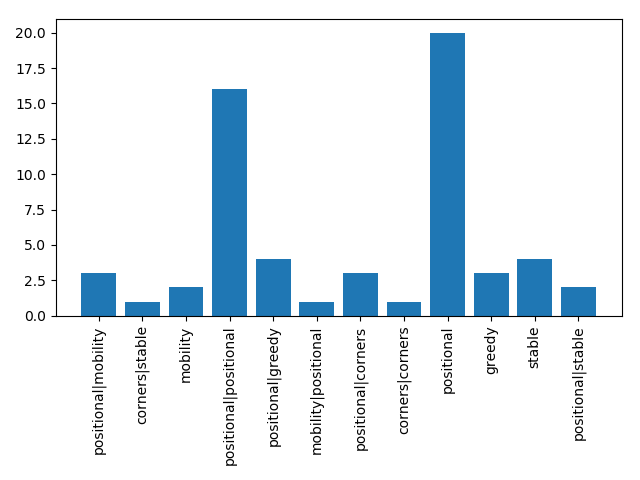 20.0
17.5
15.0
12.5
10.0
7.5
5.0
2.5
0.0
positional|mobility
corners|stable
mobility
positional|positional
positional|greedy
mobility|positional
positional|corners
corners|corners
positional
greedy
stable
positional|stable